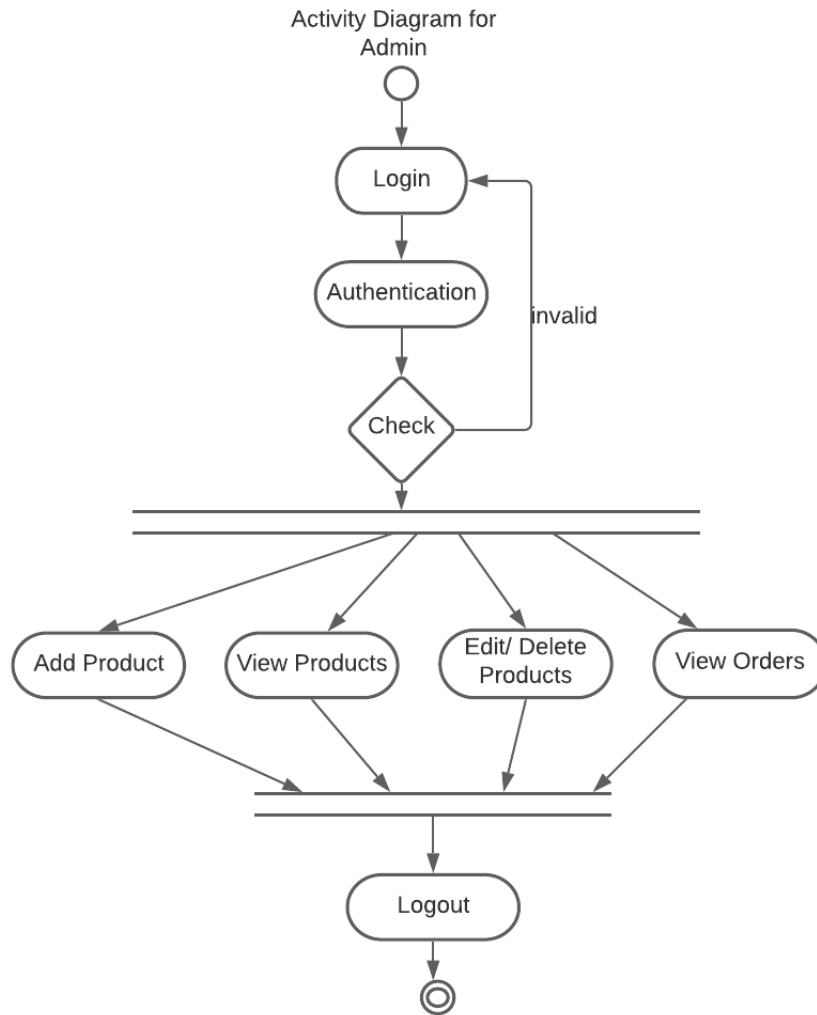 Activity Diagram for
Admin
Login
Authentication
invalid
Check
Add Product
View Products
Edit/ Delete
Products
View Orders
Logout